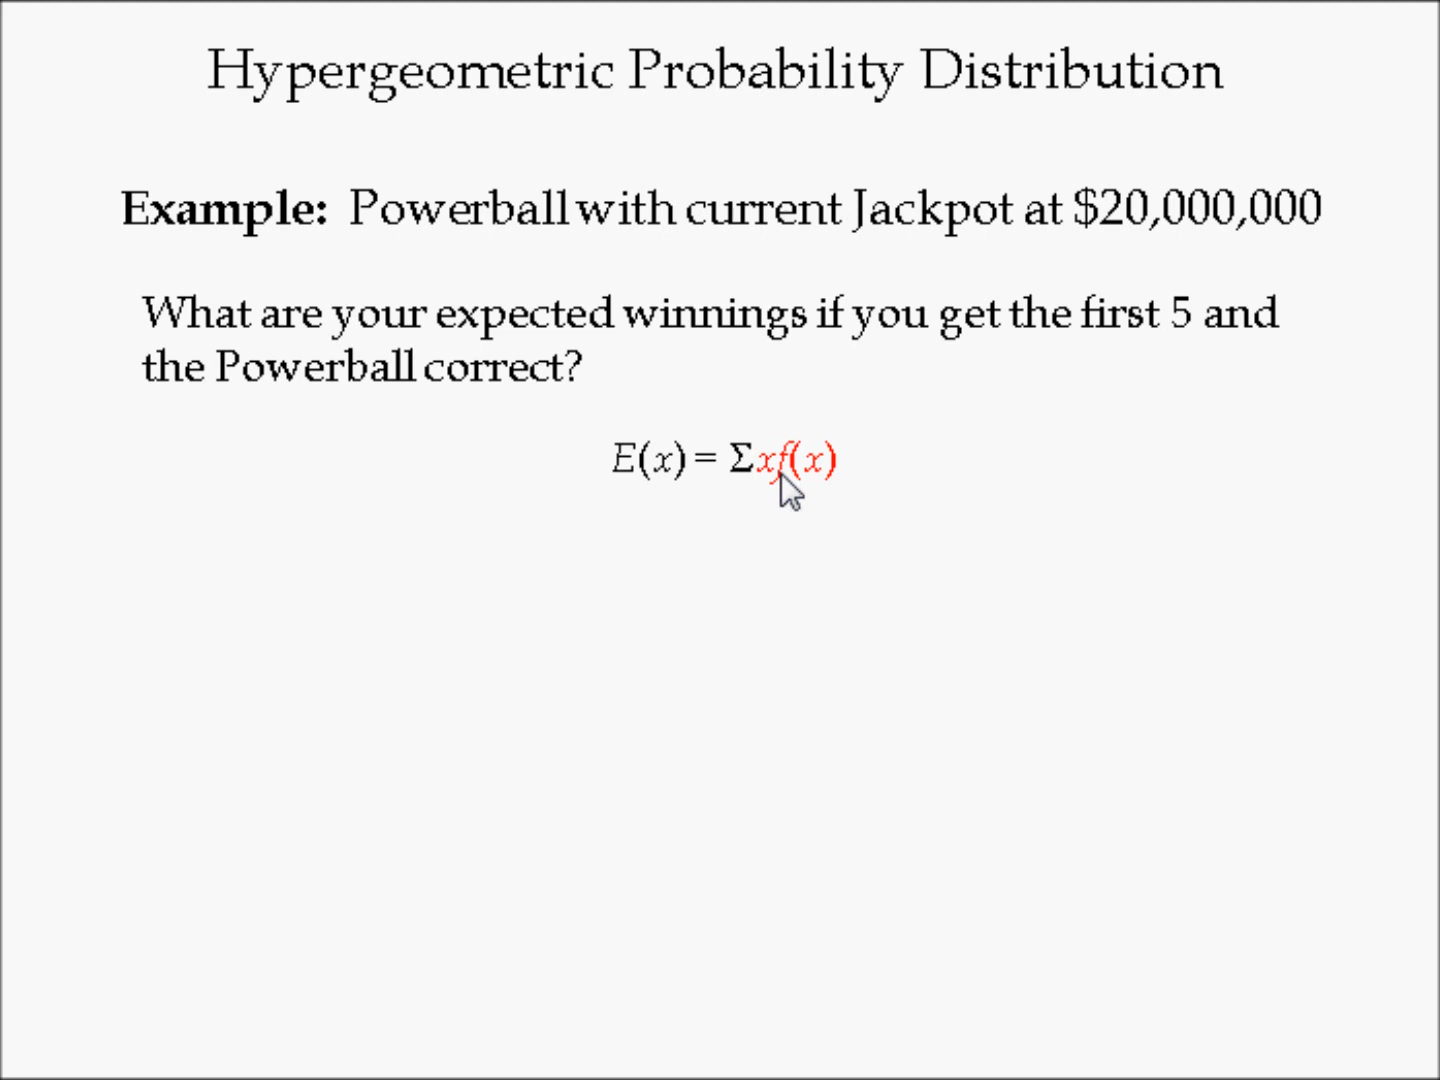 Hypergeometric Probability Distribution
Example: Powerball with current Jackpot at $20,000,000
What are your expected winnings if you get the first 5 and
the Powerball correct?
E(x) = Σxf(x)